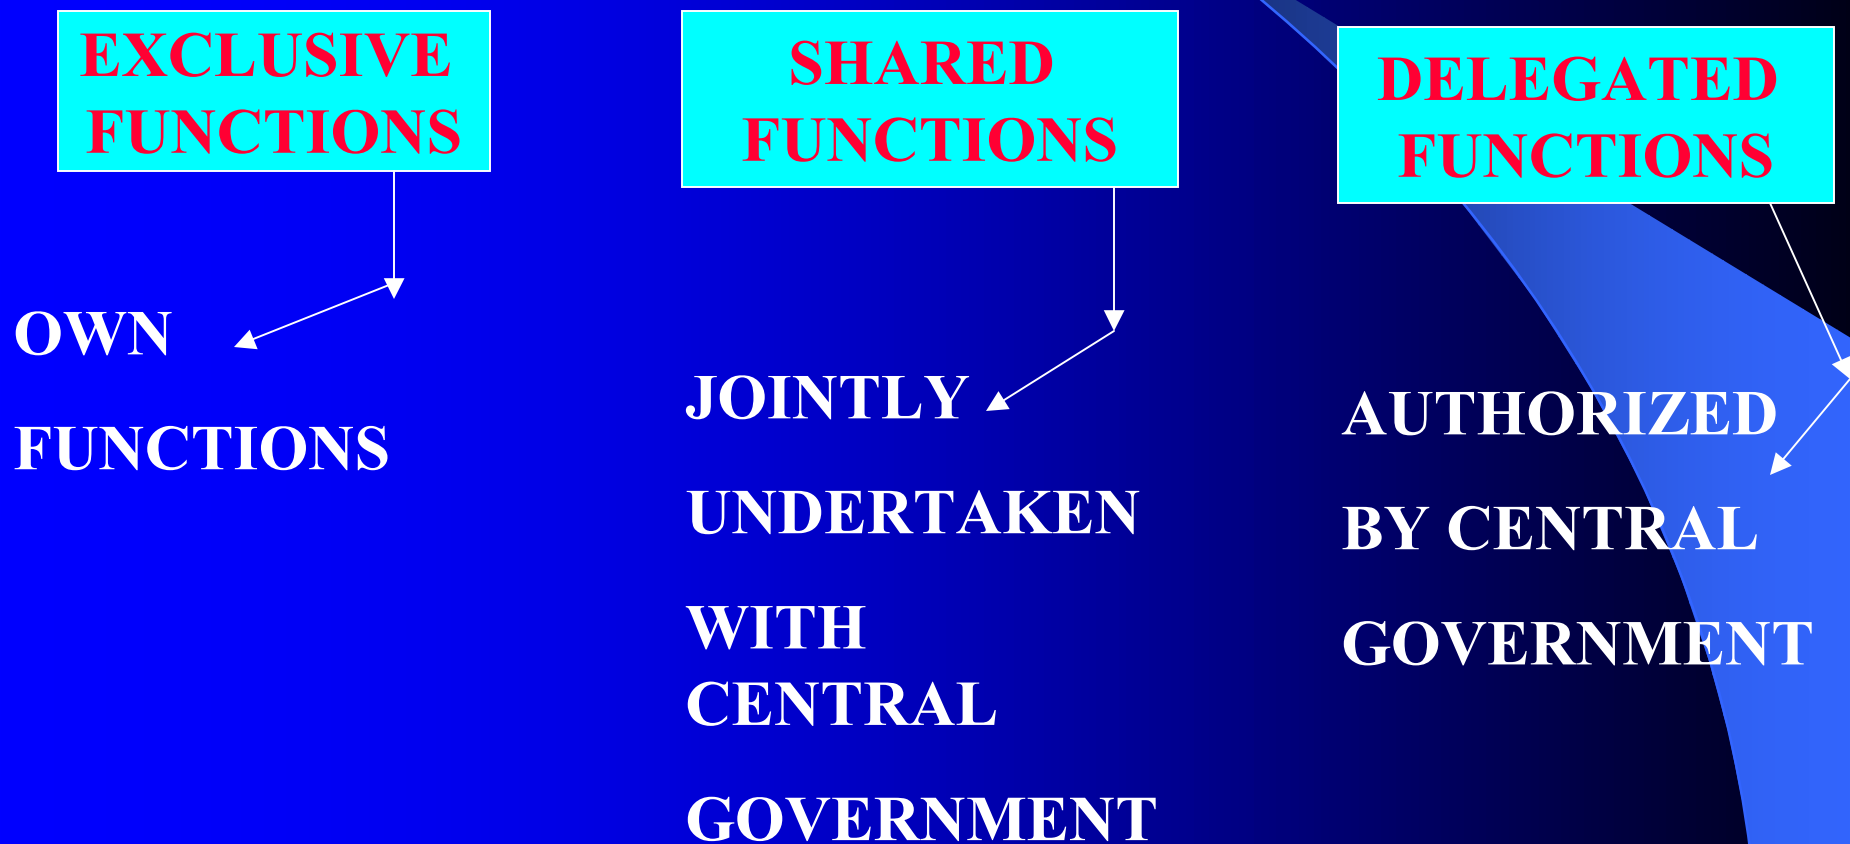 EXCLUSIVE
FUNCTIONS
OWN
FUNCTIONS
SHARED
FUNCTIONS
JOINTLY
UNDERTAKEN
WITH
CENTRAL
GOVERNMENT
DELEGATED
FUNCTIONS
AUTHORIZED
BY CENTRAL
GOVERNMENT